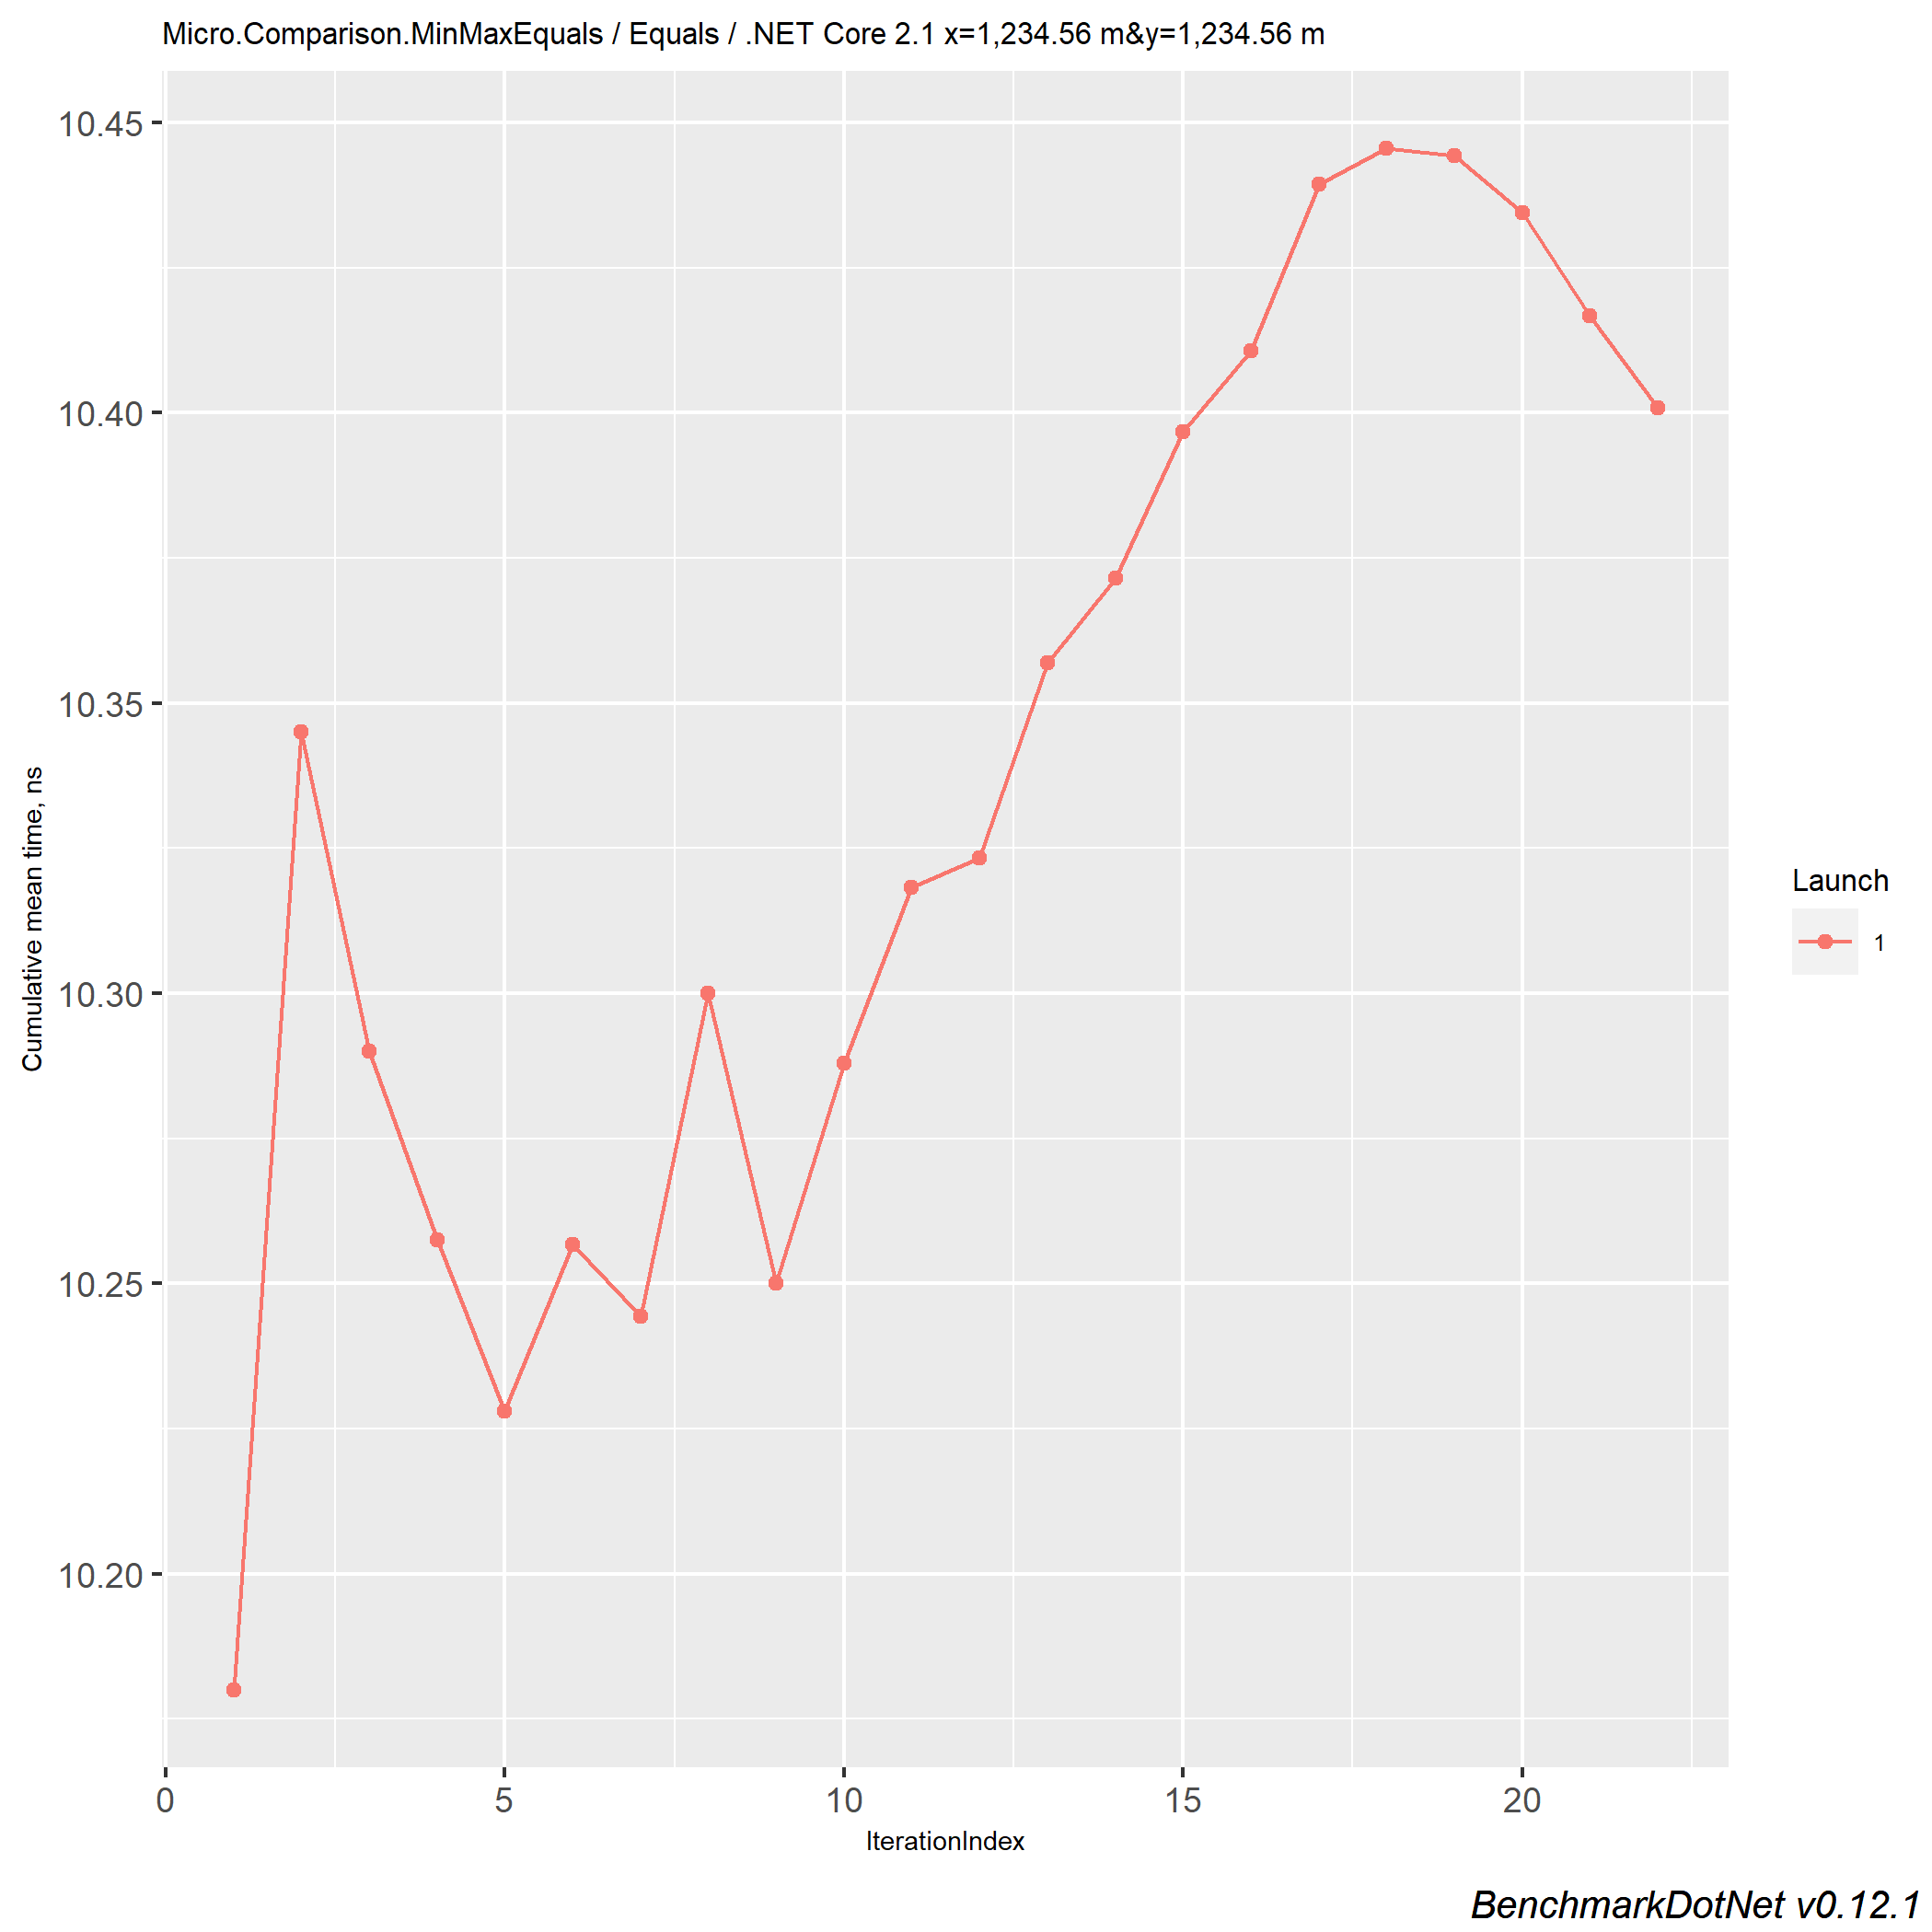 Micro.Comparison.MinMaxEquals / Equals / .NET Core 2.1 x=1,234.56 m&y=1,234.56 m
10.45
10.40
10.35
10.30
10.25
10.20
Cumulative mean time, ns
0 5 10 15 20
IterationIndex
Launch
1
BenchmarkDotNet v0.12.1